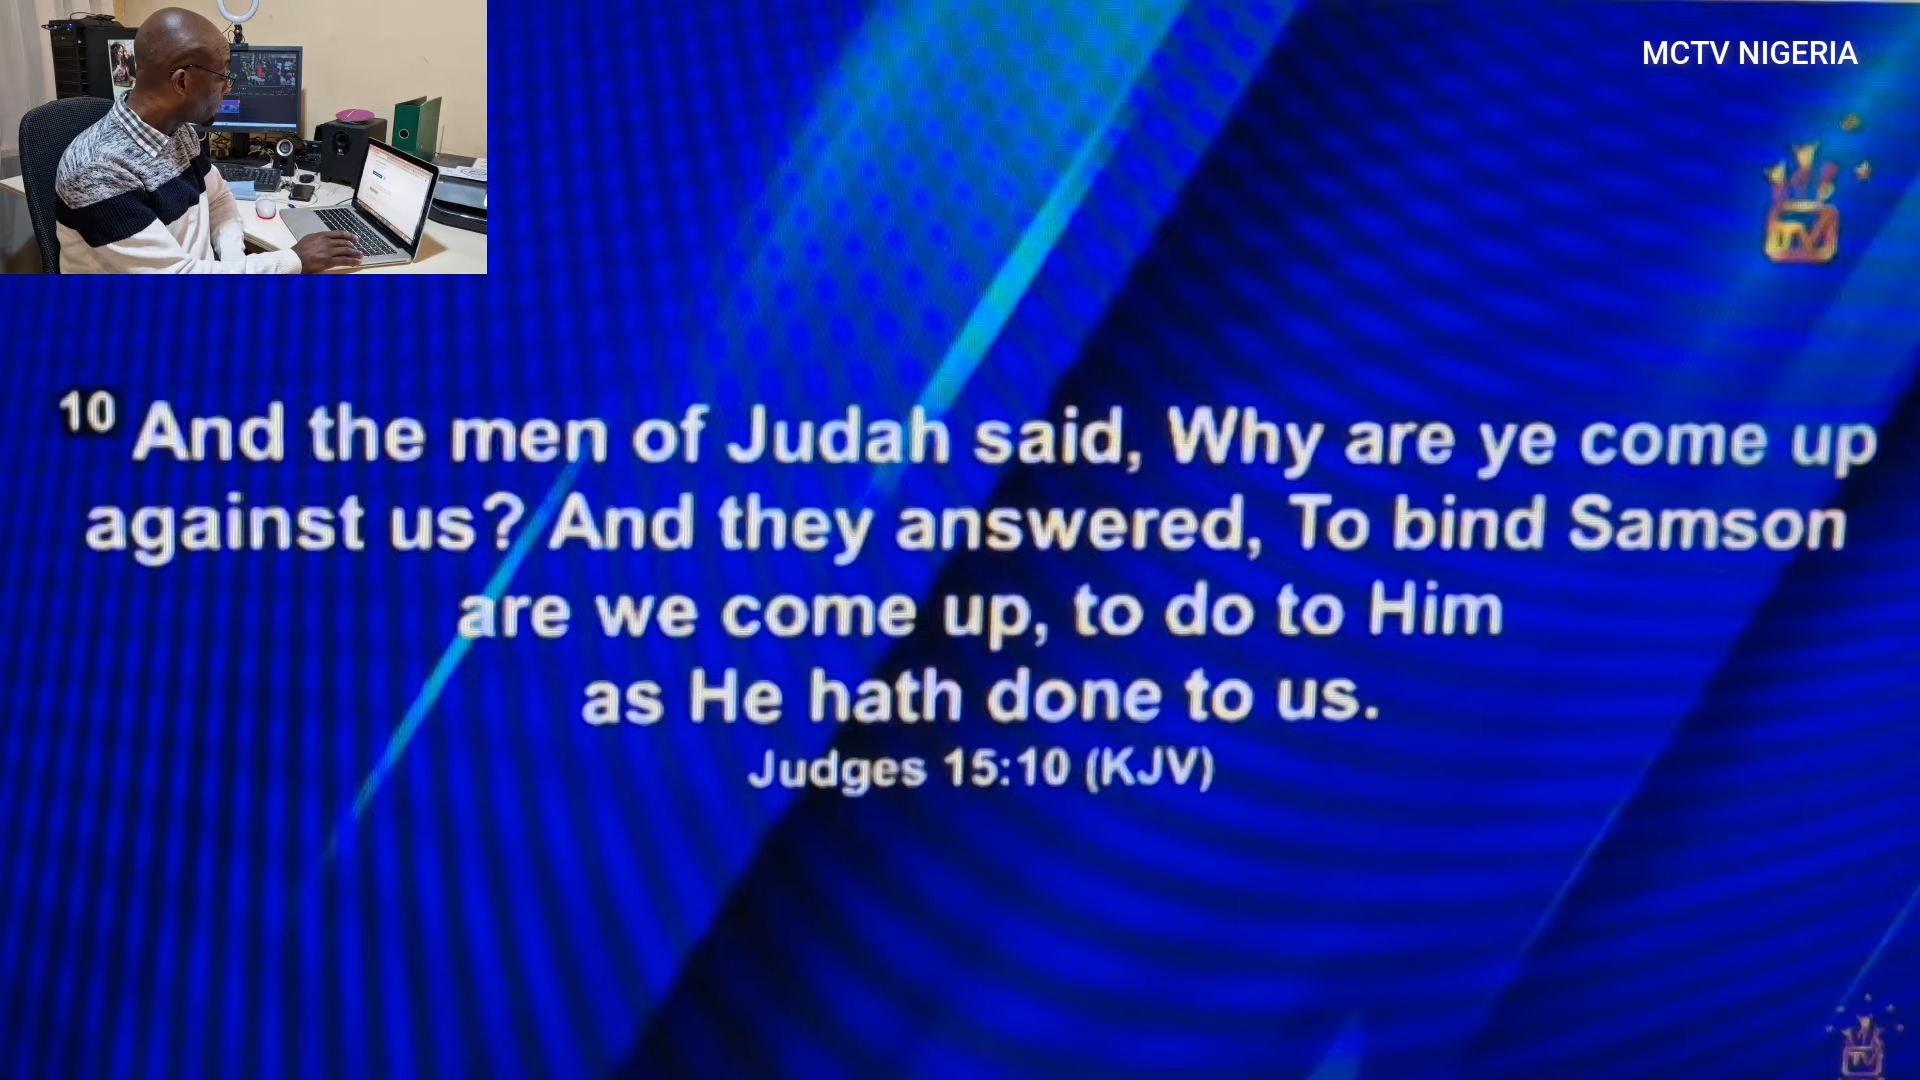 MCTV NIGERIA
TV
10 And the men of Judah said, Why are ye come up
against us? And they answered, To bind Samson
are we come up, to do to Him
as He hath done to us.
Judges 15:10 (KJV)
TV